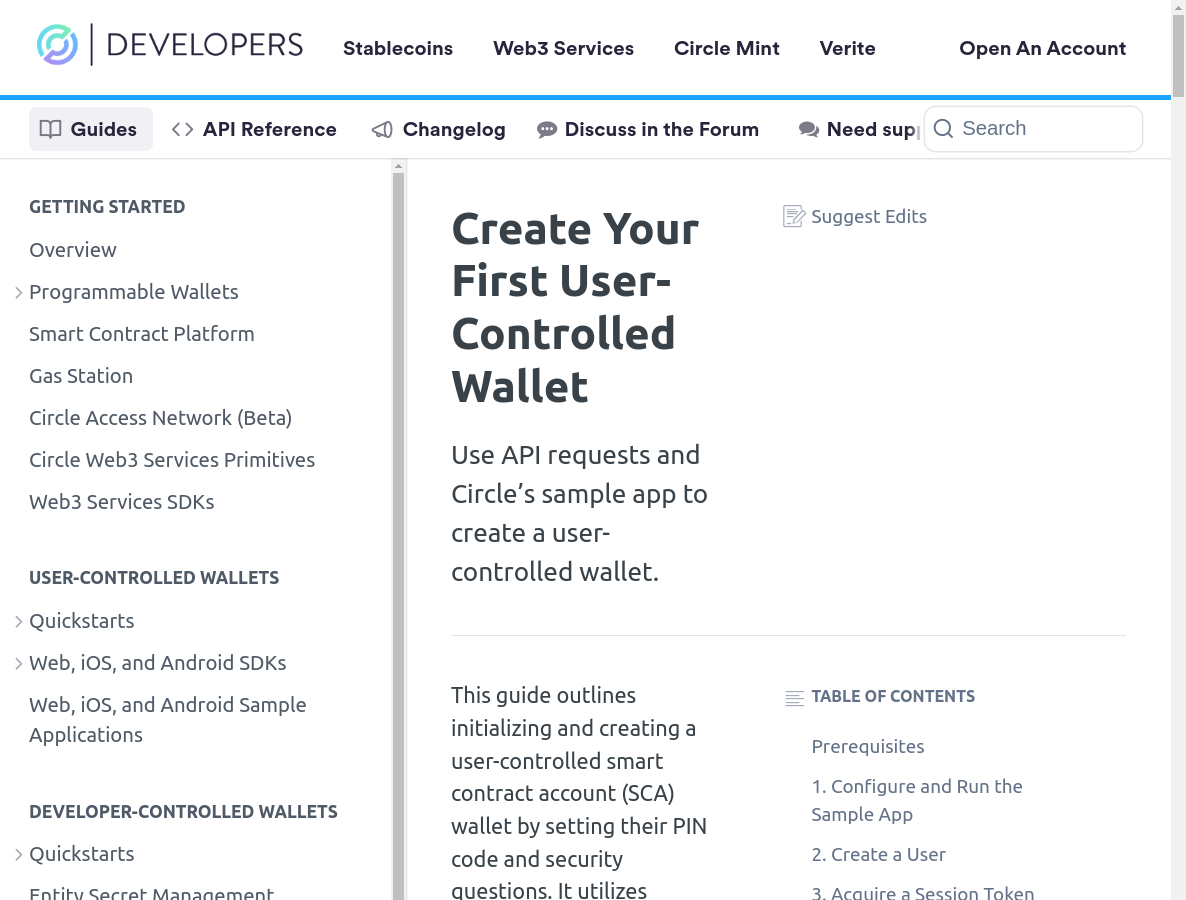 DEVELOPERS
Stablecoins
Web3 Services
Circle Mint
Verite
Open An Account
Guides
API Reference
Changelog
Discuss in the Forum
Need sup
Search
GETTING STARTED
Overview
Programmable Wallets
Smart Contract Platform
Gas Station
Circle Access Network (Beta)
Circle Web3 Services Primitives
Web3 Services SDKs
USER-CONTROLLED WALLETS
Quickstarts
Web, iOS, and Android SDKs
Web, iOS, and Android Sample
Applications
DEVELOPER-CONTROLLED WALLETS
Quickstarts
Entity Secret Management
Create Your
First User-
Controlled
Wallet
Use API requests and
Circle’s sample app to
create a user-
controlled wallet.
Suggest Edits
This guide outlines
initializing and creating a
user-controlled smart
contract account (SCA)
wallet by setting their PIN
code and security
questions. It utilizes
TABLE OF CONTENTS
Prerequisites
1. Configure and Run the
Sample App
2. Create a User
3. Acquire a Session Token